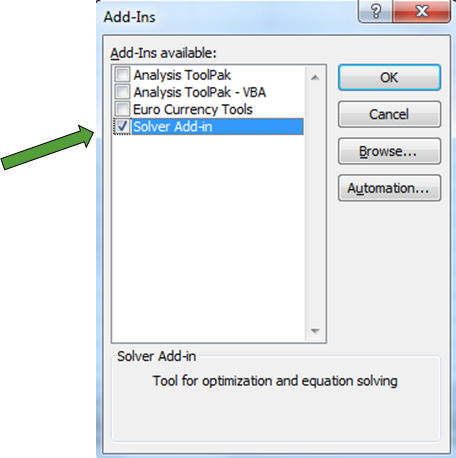 Add-Ins
?
Add-Ins available:
Analysis ToolPak
Analysis ToolPak - VBA
Euro Currency Tools
Solver Add-in
OK
Cancel
Browse...
Automation...
Solver Add-in
Tool for optimization and equation solving